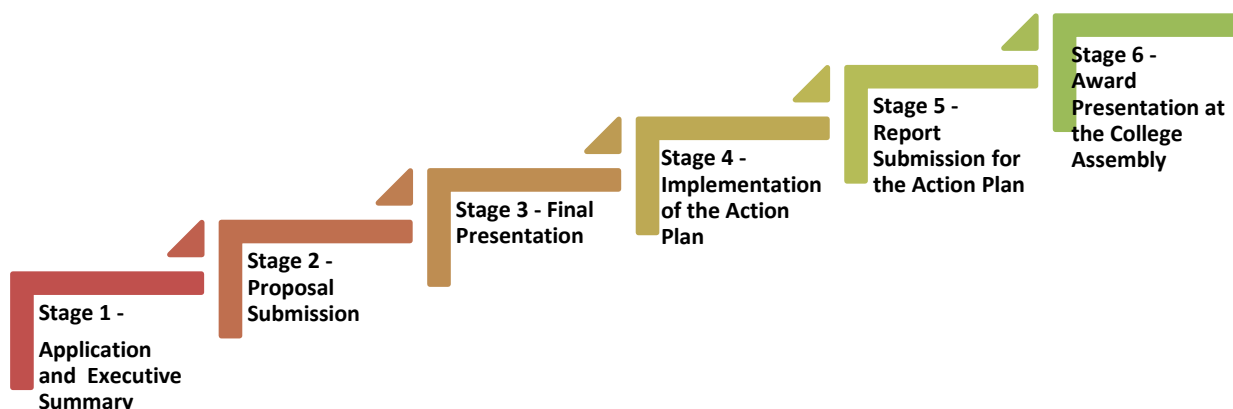 Stage 1 -
Application
and Executive
Summary
Stage 2 -
Proposal
Submission
Stage 3 - Final
Presentation
Stage 4 -
Implementation
of the Action
Plan
Stage 5 -
Report
Submission for
the Action Plan
Stage 6 -
Award
Presentation at
the College
Assembly